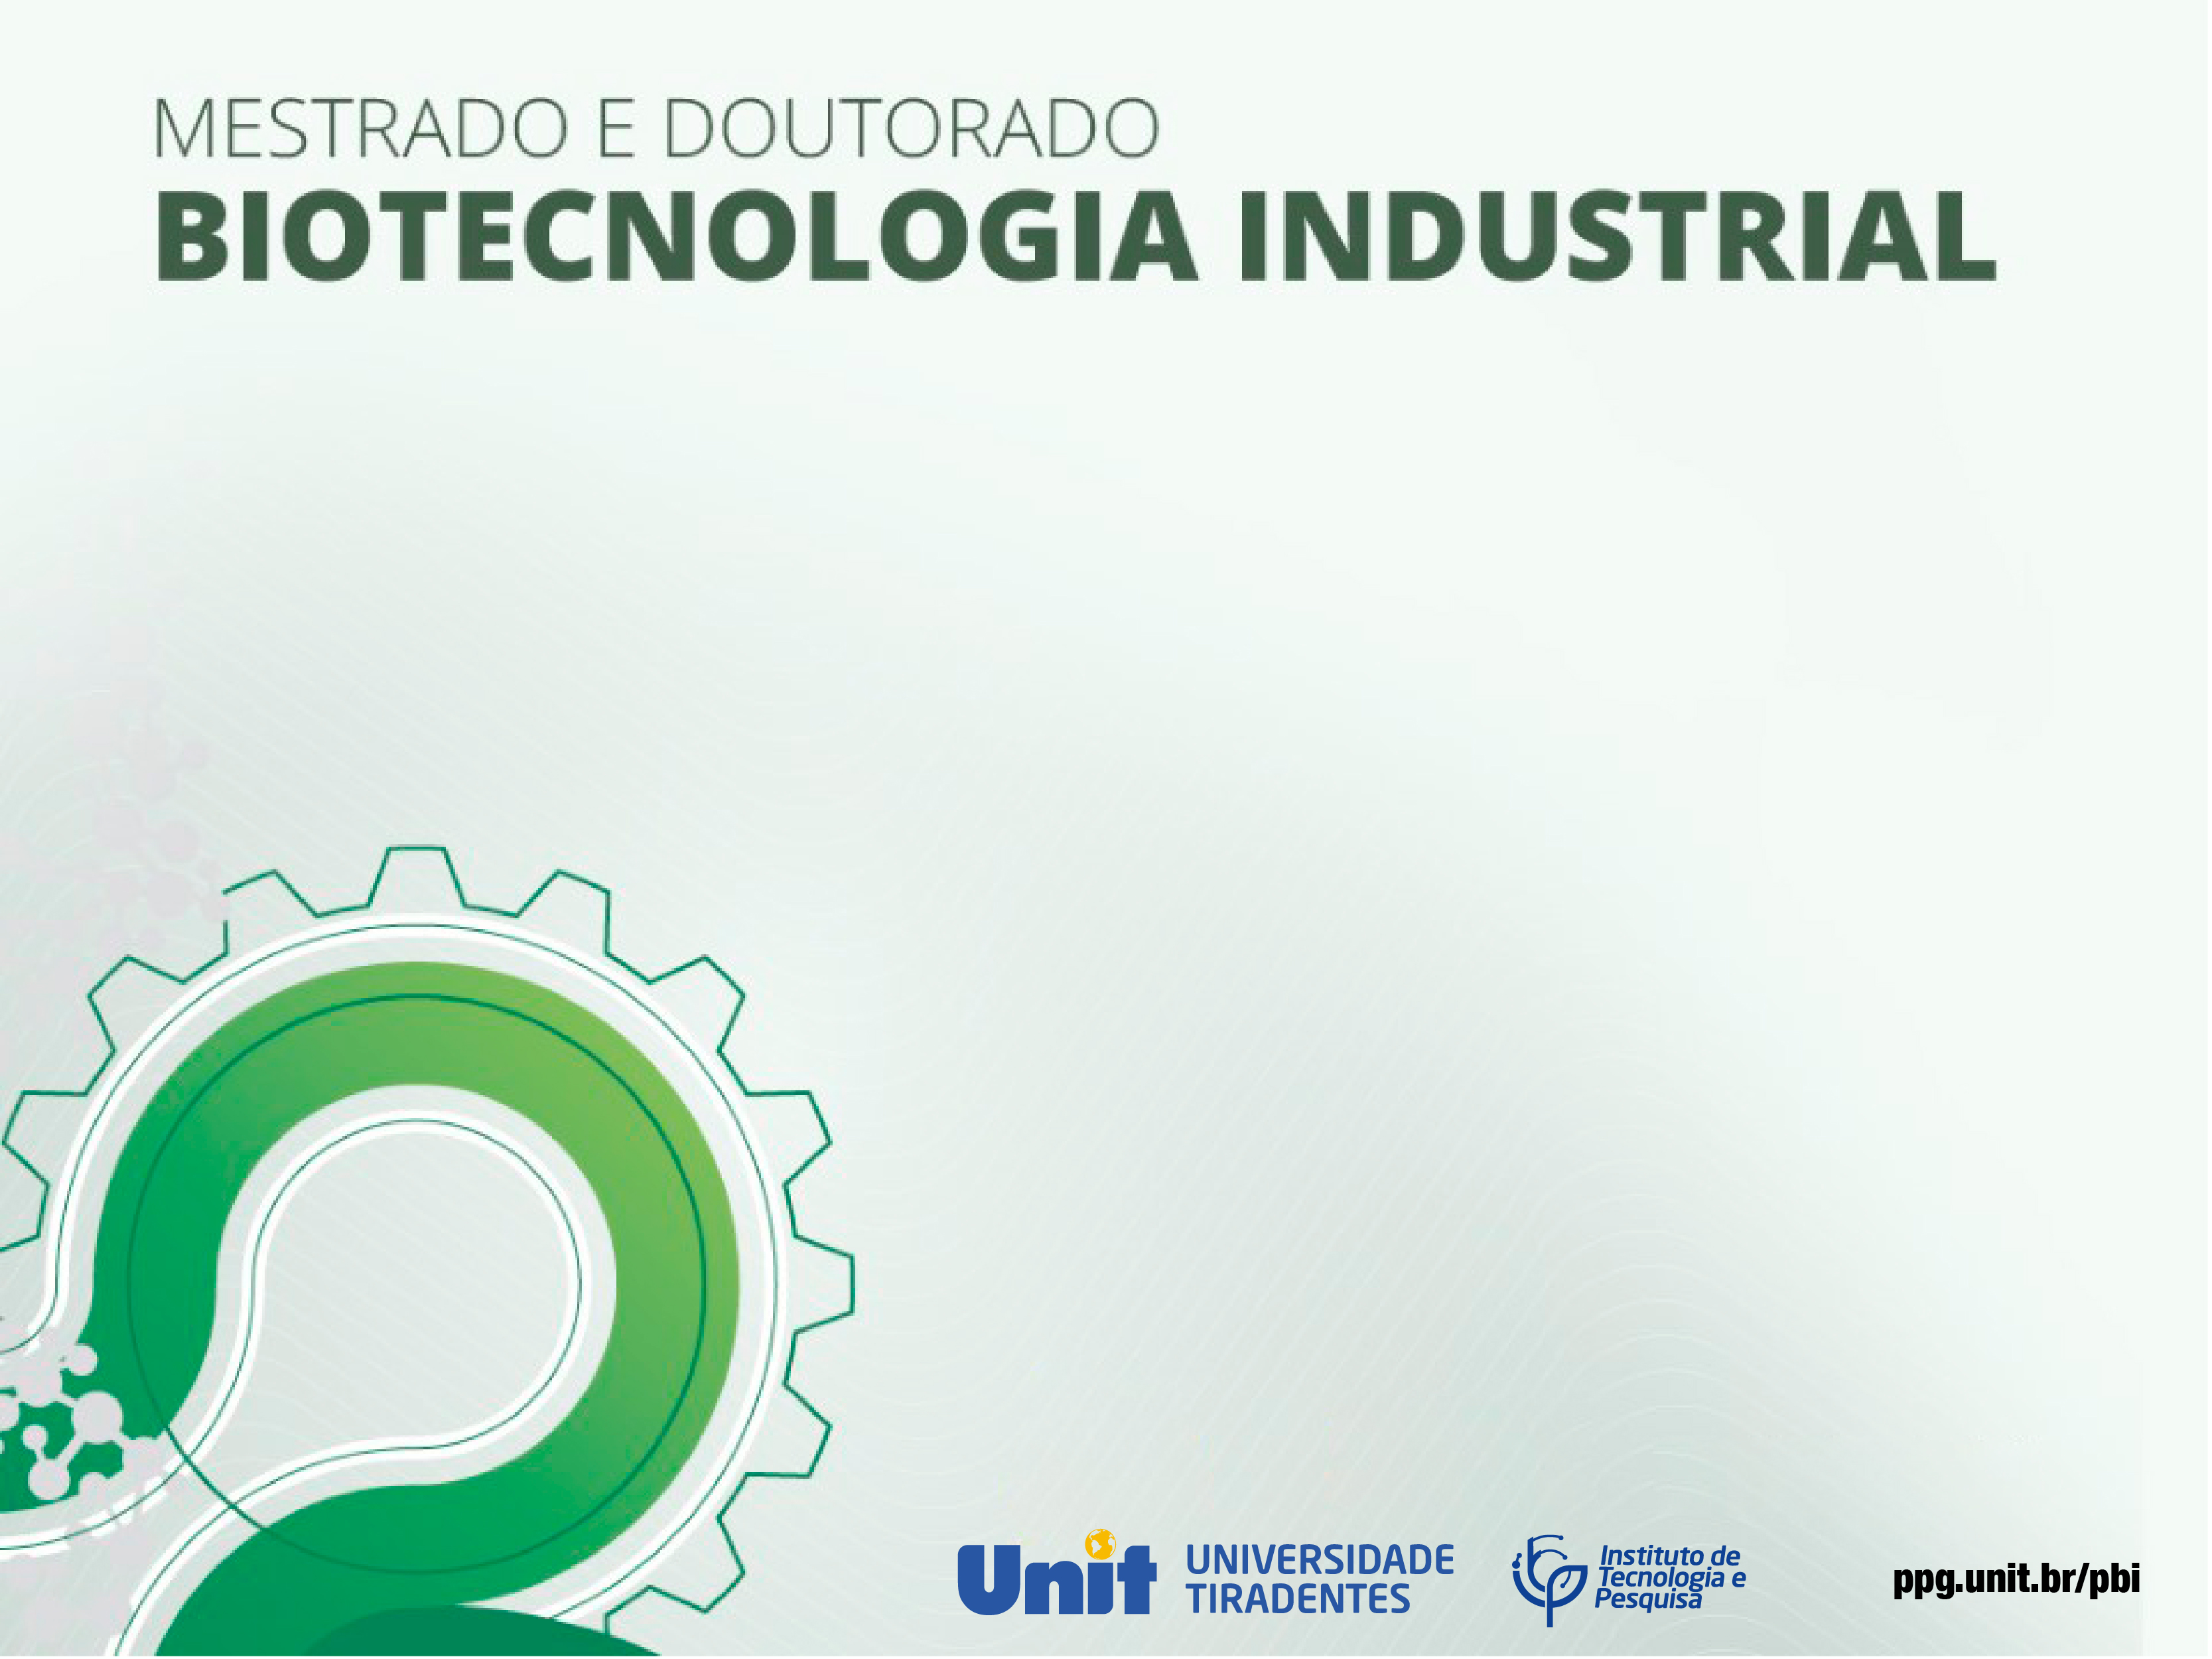 MESTRADO E DOUTORADO
BIOTECNOLOGIA INDUSTRIAL
Unit
UNIVERSIDADE
TIRADENTES
Instituto de
Tecnologia e
Pesquisa
ppg.unit.br/pbi